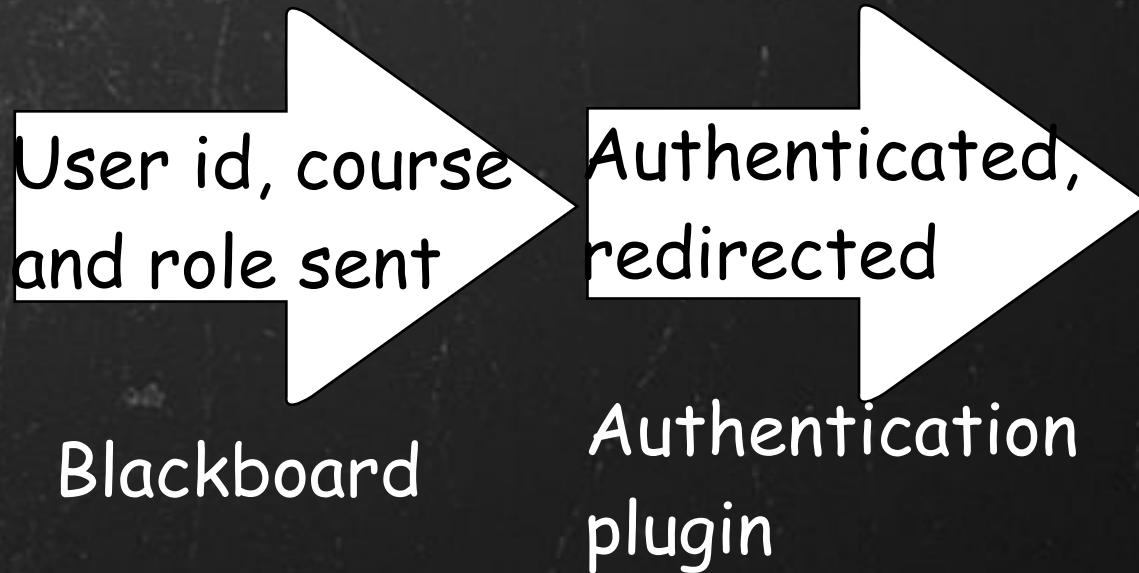 User id, course
and role sent
Blackboard
Authenticated,
redirected
Authentication
plugin